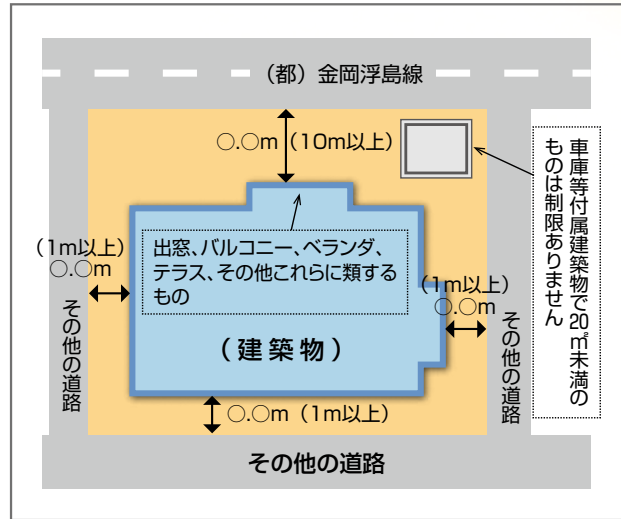 （都）金岡浮島線
○.○m（10m以上）
車庫等付属建築物で20㎡未満の
ものは制限ありません
出窓、バルコニー、ベランダ、
テラス、その他これらに類する
もの
（1m以上）
○.○m
その他の道路
（1m以上）
○.○m
その他の道路
（建築物）
○.○m（1m以上）
その他の道路